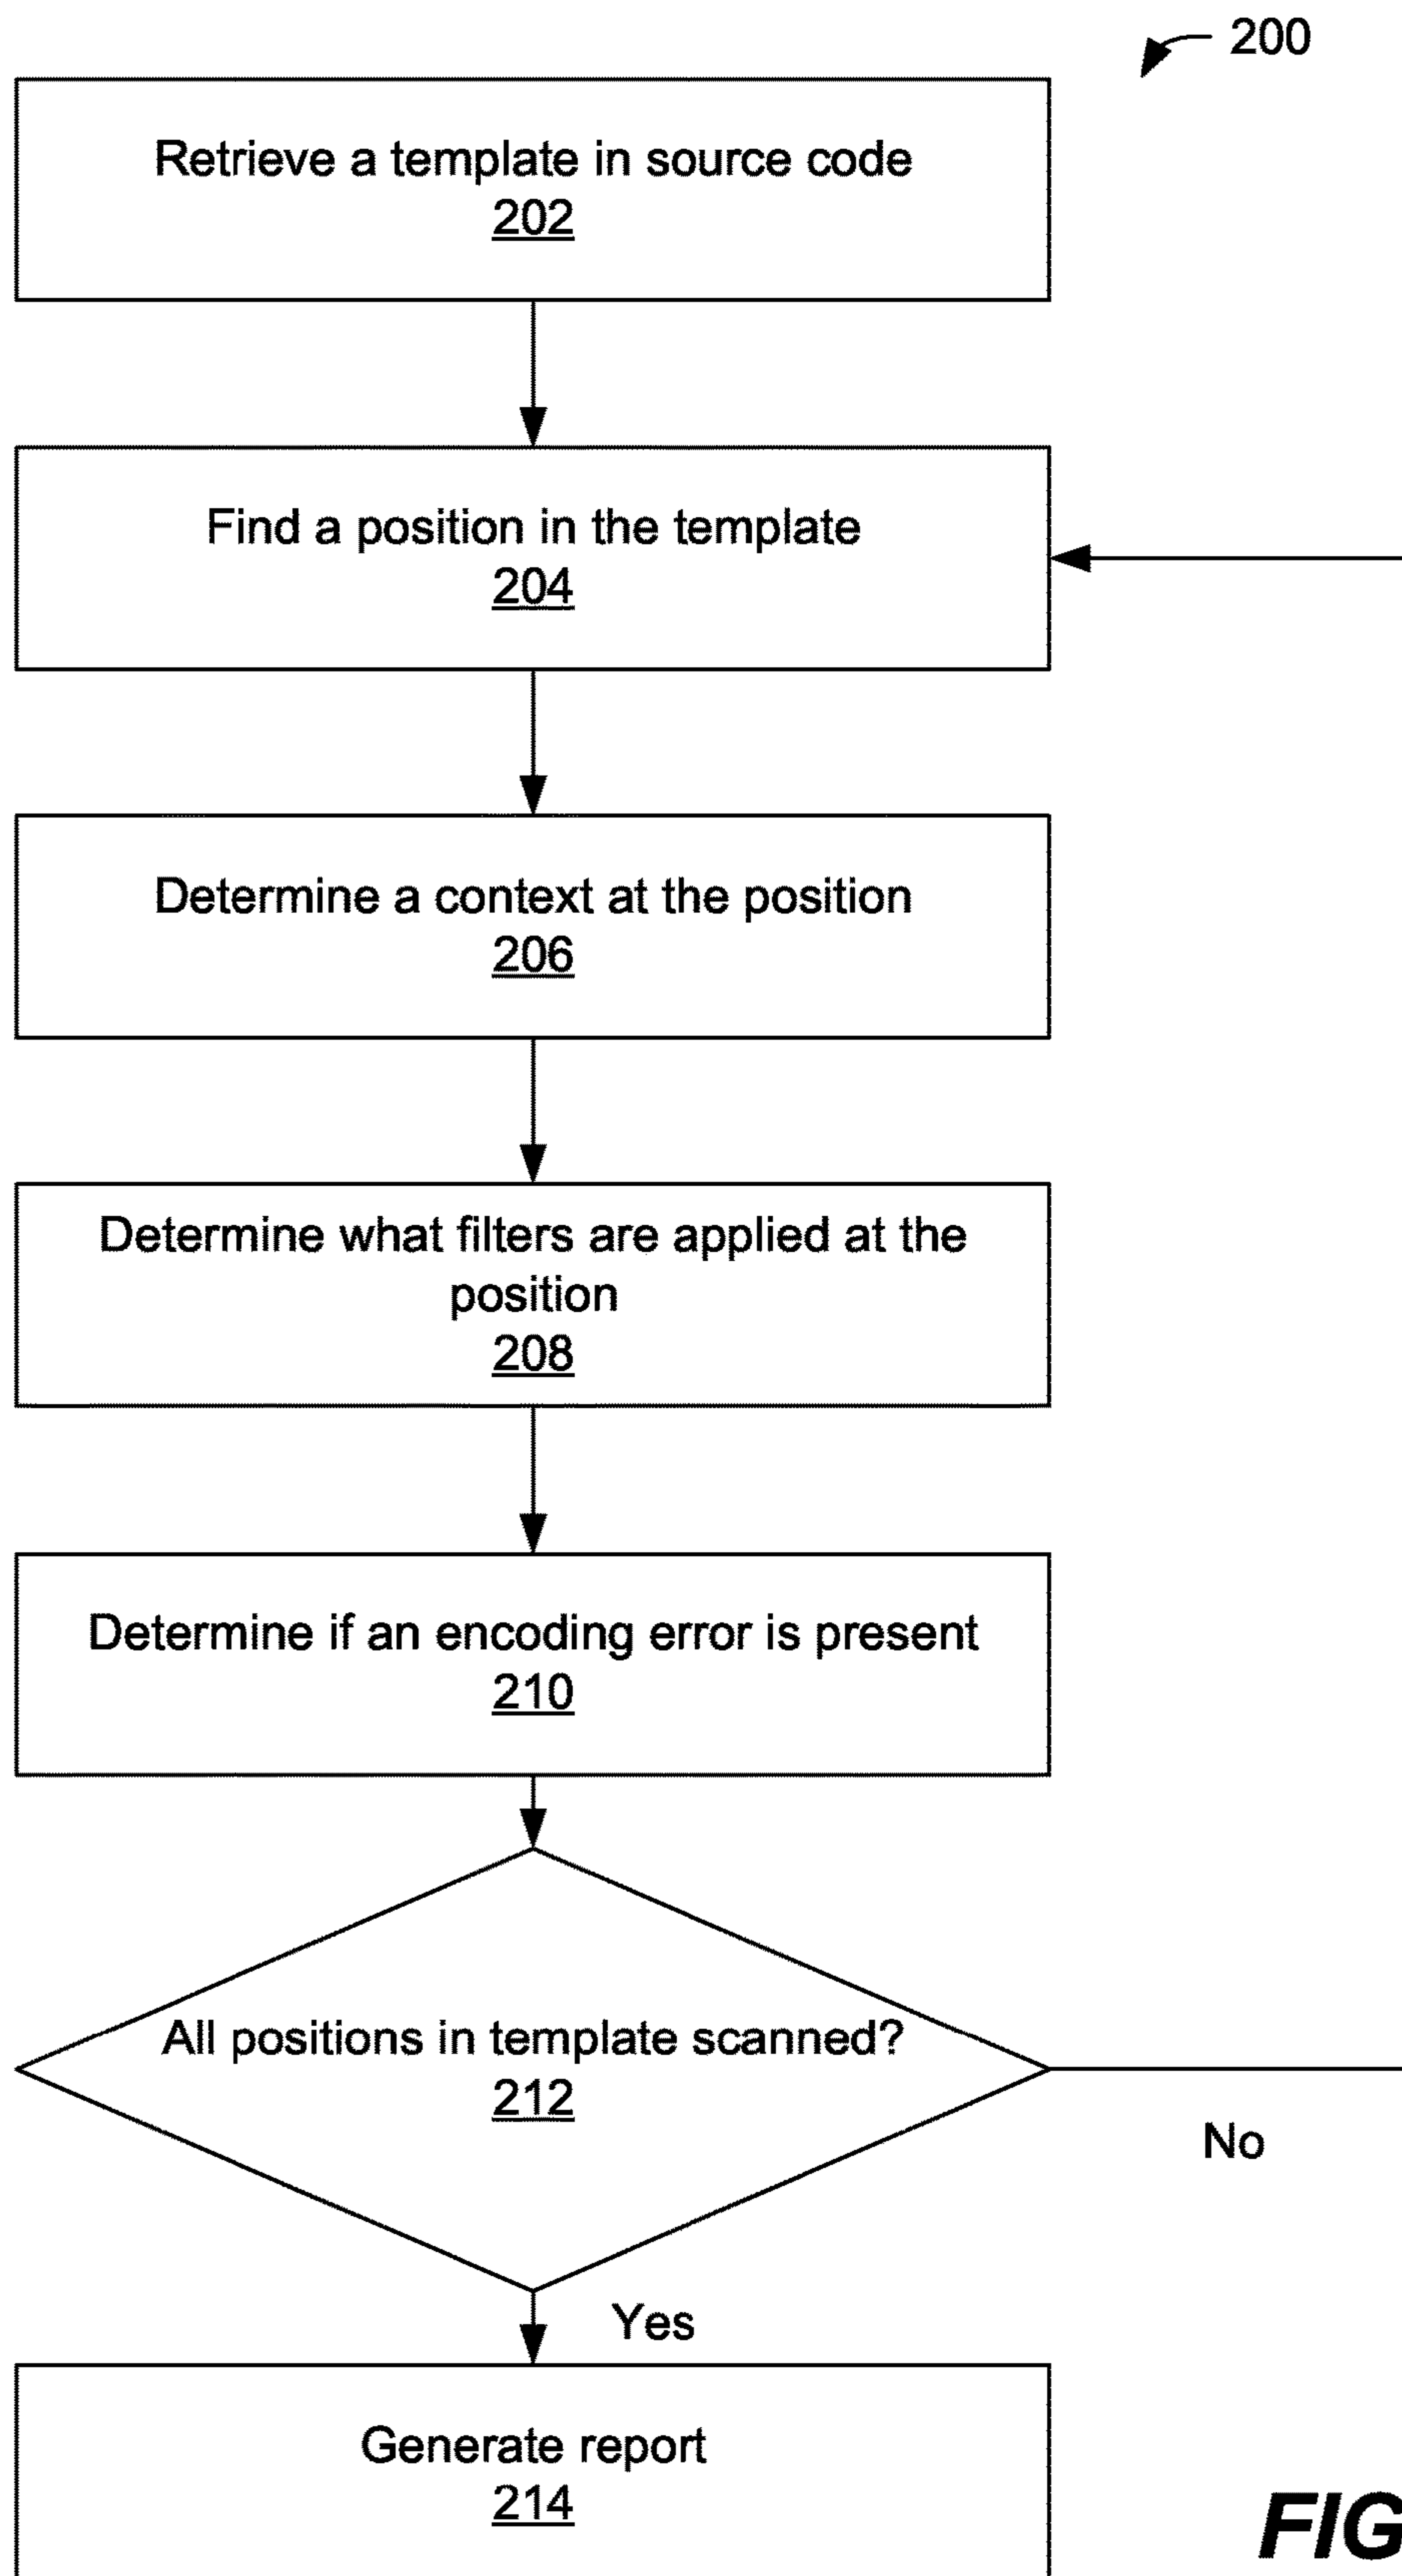 200
Retrieve a template in source code
202
Find a position in the template
204
Determine a context at the position
206
Determine what filters are applied at the
position
208
Determine if an encoding error is present
210
All positions in template scanned?
212
No
Yes
Generate report
214
FIG